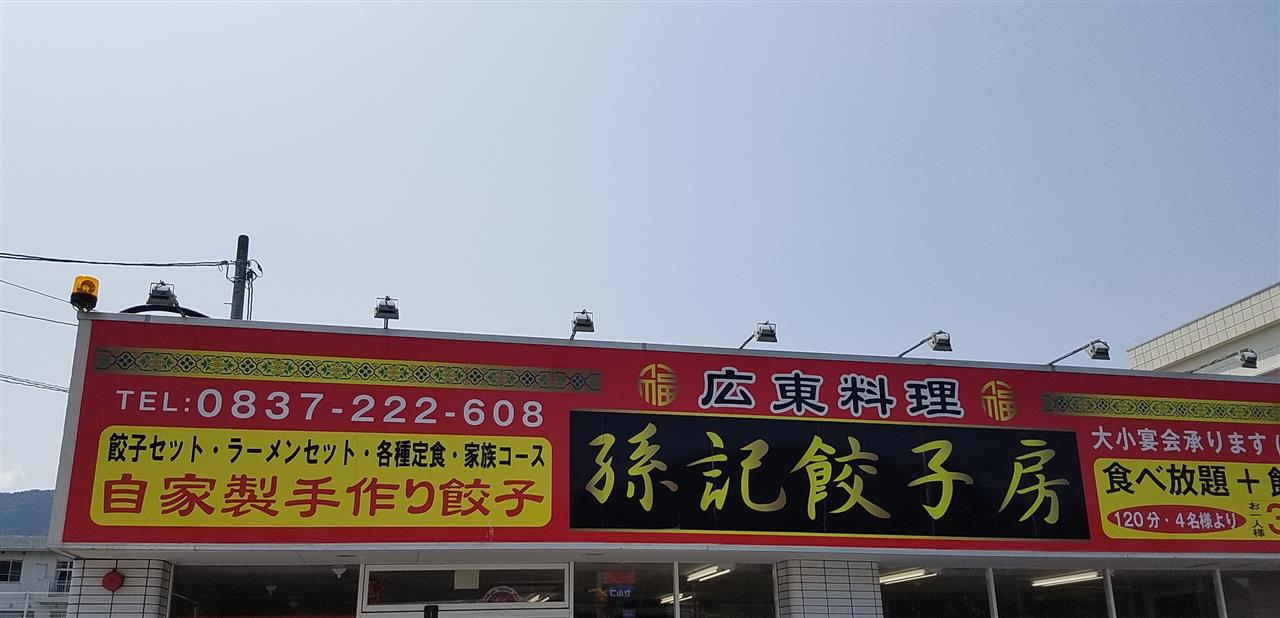 TEL:0837-222-608
餃子セット・ラーメンセット・各種定食・家族コース
自家製手作り餃子
福 広東料理 福
孫記餃子房
大小宴会承ります
食べ放題+
120分・4名様より
お一人様